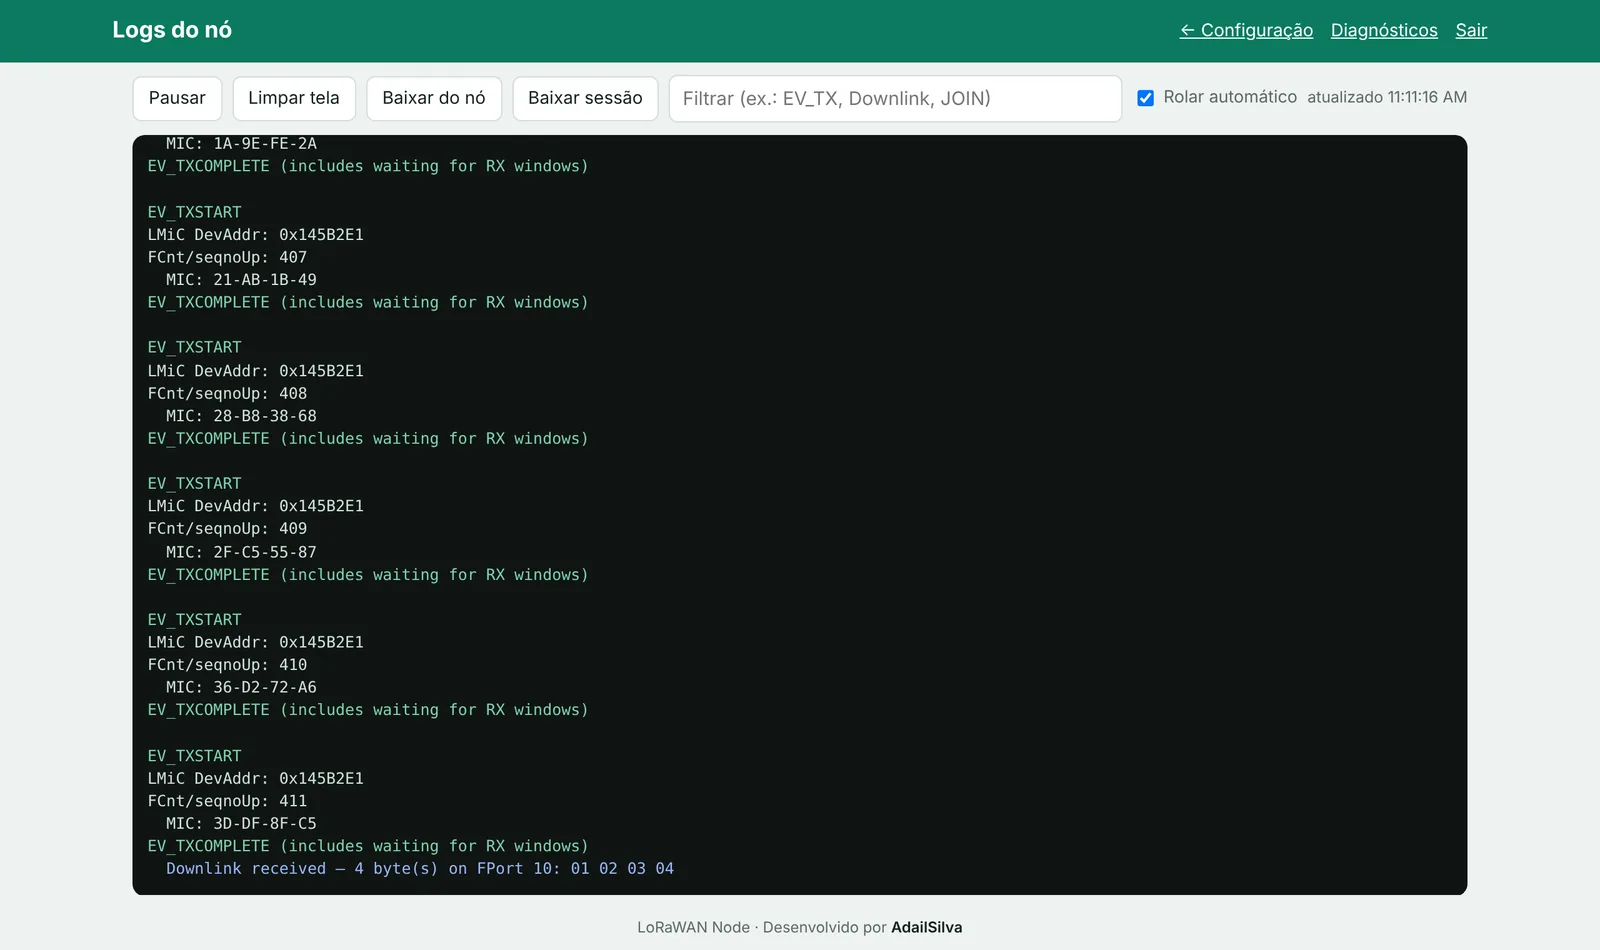 Logs do nó
← Configuração Diagnósticos Sair
Pausar Limpar tela Baixar do nó Baixar sessão Filtrar (ex.: EV_TX, Downlink, JOIN) Rolar automático atualizado 11:11:16 AM
MIC: 1A-9E-FE-2A
EV_TXCOMPLETE (includes waiting for RX windows)
EV_TXSTART
LMiC DevAddr: 0x145B2E1
FCnt/seqnoUp: 407
MIC: 21-AB-1B-49
EV_TXCOMPLETE (includes waiting for RX windows)
EV_TXSTART
LMiC DevAddr: 0x145B2E1
FCnt/seqnoUp: 408
MIC: 28-B8-38-68
EV_TXCOMPLETE (includes waiting for RX windows)
EV_TXSTART
LMiC DevAddr: 0x145B2E1
FCnt/seqnoUp: 409
MIC: 2F-C5-55-87
EV_TXCOMPLETE (includes waiting for RX windows)
EV_TXSTART
LMiC DevAddr: 0x145B2E1
FCnt/seqnoUp: 410
MIC: 36-D2-72-A6
EV_TXCOMPLETE (includes waiting for RX windows)
EV_TXSTART
LMiC DevAddr: 0x145B2E1
FCnt/seqnoUp: 411
MIC: 3D-DF-8F-C5
EV_TXCOMPLETE (includes waiting for RX windows)
Downlink received — 4 byte(s) on FPort 10: 01 02 03 04
LoRaWAN Node · Desenvolvido por AdailSilva